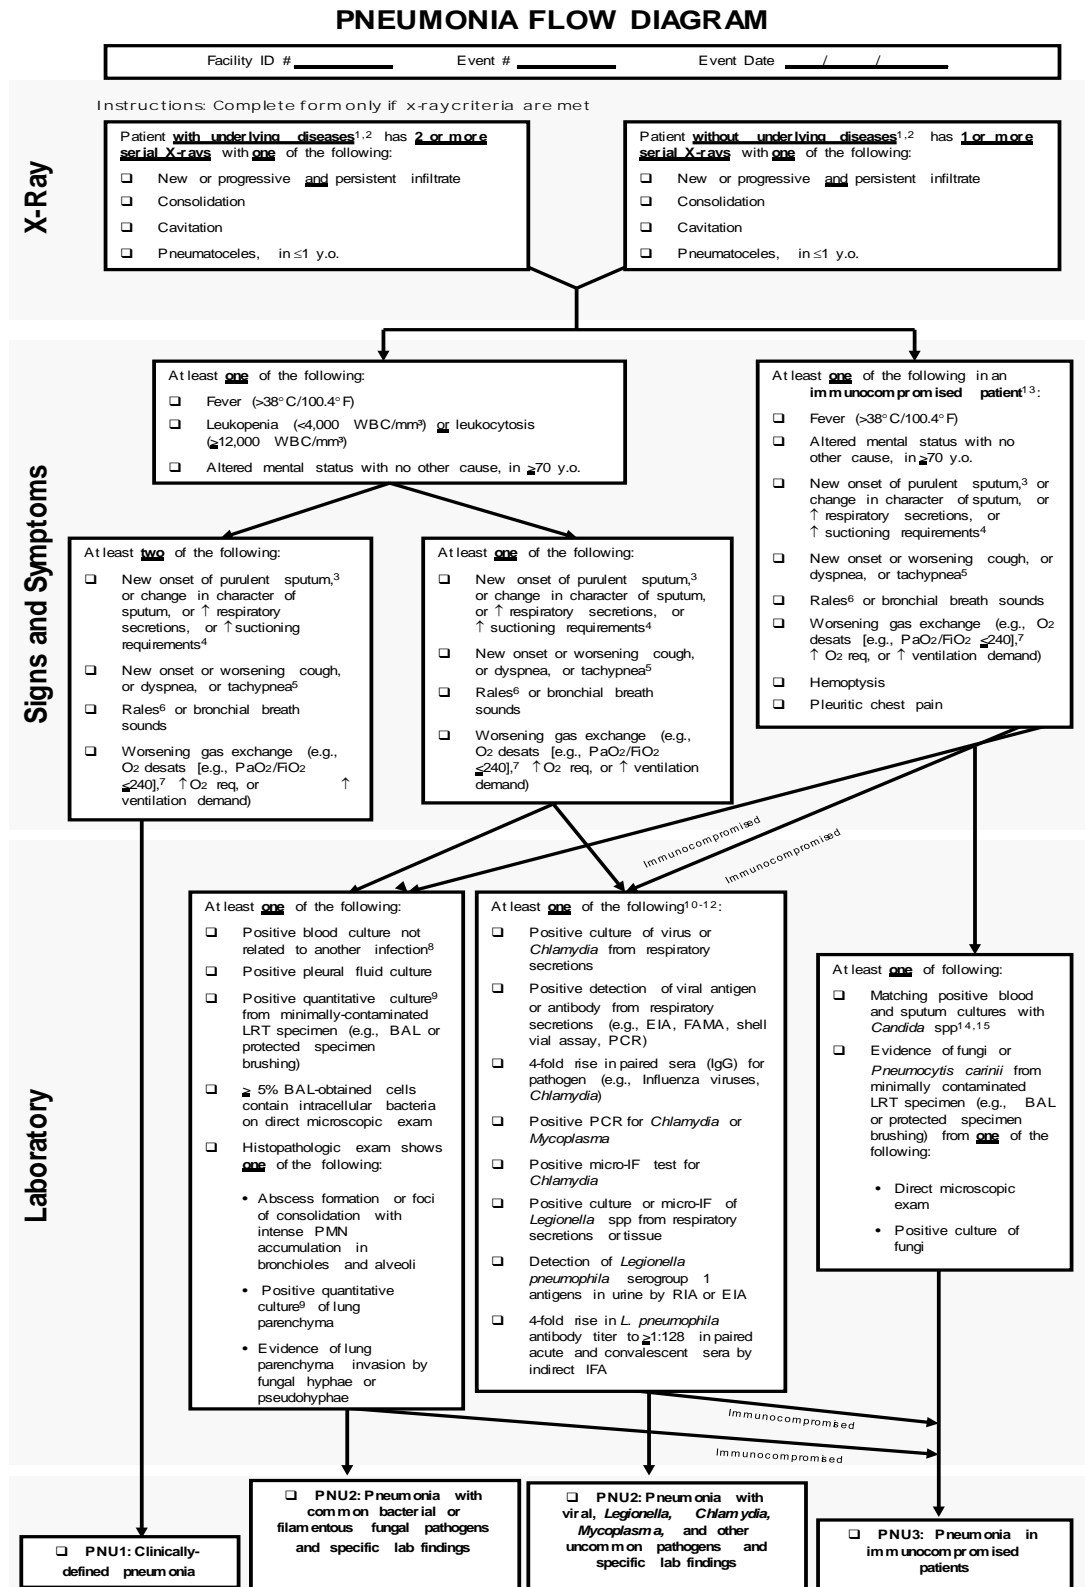 PNEUMONIA FLOW DIAGRAM
Facility ID # Event # Event Date / /
Instructions: Complete form only if x-ray criteria are met
X-Ray
Patient with underlying diseases1,2 has 2 or more
serial X-rays with one of the following:
❑ New or progressive and persistent infiltrate
❑ Consolidation
❑ Cavitation
❑ Pneumatoceles, in ≤1 y.o.
Patient without underlying diseases1,2 has 1 or more
serial X-rays with one of the following:
❑ New or progressive and persistent infiltrate
❑ Consolidation
❑ Cavitation
❑ Pneumatoceles, in ≤1 y.o.
Signs and Symptoms
At least one of the following:
❑ Fever (>38°C/100.4°F)
❑ Leukopenia (<4,000 WBC/mm³) or leukocytosis
(≥12,000 WBC/mm³)
❑ Altered mental status with no other cause, in ≥70 y.o.
At least one of the following in an
immunocompromised patient13:
❑ Fever (>38°C/100.4°F)
❑ Altered mental status with no
other cause, in ≥70 y.o.
❑ New onset of purulent sputum,3 or
change in character of sputum, or
↑ respiratory secretions, or
↑ suctioning requirements4
❑ New onset or worsening cough, or
dyspnea, or tachypnea5
❑ Rales6 or bronchial breath sounds
❑ Worsening gas exchange (e.g., O2
desats [e.g., PaO2/FiO2 ≤240],7
↑ O2 req, or ↑ ventilation demand)
❑ Hemoptysis
❑ Pleuritic chest pain
At least two of the following:
❑ New onset of purulent sputum,3
or change in character of
sputum, or ↑ respiratory
secretions, or ↑ suctioning
requirements4
❑ New onset or worsening cough,
or dyspnea, or tachypnea5
❑ Rales6 or bronchial breath
sounds
❑ Worsening gas exchange (e.g.,
O2 desats [e.g., PaO2/FiO2
≤240],7 ↑O2 req, or ↑
ventilation demand)
At least one of the following:
❑ New onset of purulent sputum,3
or change in character of sputum,
or ↑ respiratory secretions, or
↑ suctioning requirements4
❑ New onset or worsening cough,
or dyspnea, or tachypnea5
❑ Rales6 or bronchial breath
sounds
❑ Worsening gas exchange (e.g.,
O2 desats [e.g., PaO2/FiO2
≤240],7 ↑O2 req, or ↑ ventilation
demand)
Immunocompromised
Immunocompromised
Laboratory
At least one of the following:
❑ Positive blood culture not
related to another infection8
❑ Positive pleural fluid culture
❑ Positive quantitative culture9
from minimally-contaminated
LRT specimen (e.g., BAL or
protected specimen
brushing)
❑ ≥ 5% BAL-obtained cells
contain intracellular bacteria
on direct microscopic exam
❑ Histopathologic exam shows
one of the following:
• Abscess formation or foci
of consolidation with
intense PMN
accumulation in
bronchioles and alveoli
• Positive quantitative
culture9 of lung
parenchyma
• Evidence of lung
parenchyma invasion by
fungal hyphae or
pseudohyphae
At least one of the following10-12:
❑ Positive culture of virus or
Chlamydia from respiratory
secretions
❑ Positive detection of viral antigen
or antibody from respiratory
secretions (e.g., EIA, FAMA, shell
vial assay, PCR)
❑ 4-fold rise in paired sera (IgG) for
pathogen (e.g., Influenza viruses,
Chlamydia)
❑ Positive PCR for Chlamydia or
Mycoplasma
❑ Positive micro-IF test for
Chlamydia
❑ Positive culture or micro-IF of
Legionella spp from respiratory
secretions or tissue
❑ Detection of Legionella
pneumophila serogroup 1
antigens in urine by RIA or EIA
❑ 4-fold rise in L. pneumophila
antibody titer to ≥1:128 in paired
acute and convalescent sera by
indirect IFA
At least one of following:
❑ Matching positive blood
and sputum cultures with
Candida spp14,15
❑ Evidence of fungi or
Pneumocytis carinii from
minimally contaminated
LRT specimen (e.g., BAL
or protected specimen
brushing) from one of the
following:
• Direct microscopic
exam
• Positive culture of
fungi
Immunocompromised
Immunocompromised
❑ PNU1: Clinically-
defined pneumonia
❑ PNU2: Pneumonia with
common bacterial or
filamentous fungal pathogens
and specific lab findings
❑ PNU2: Pneumonia with
viral, Legionella, Chlamydia,
Mycoplasma, and other
uncommon pathogens and
specific lab findings
❑ PNU3: Pneumonia in
immunocompromised
patients